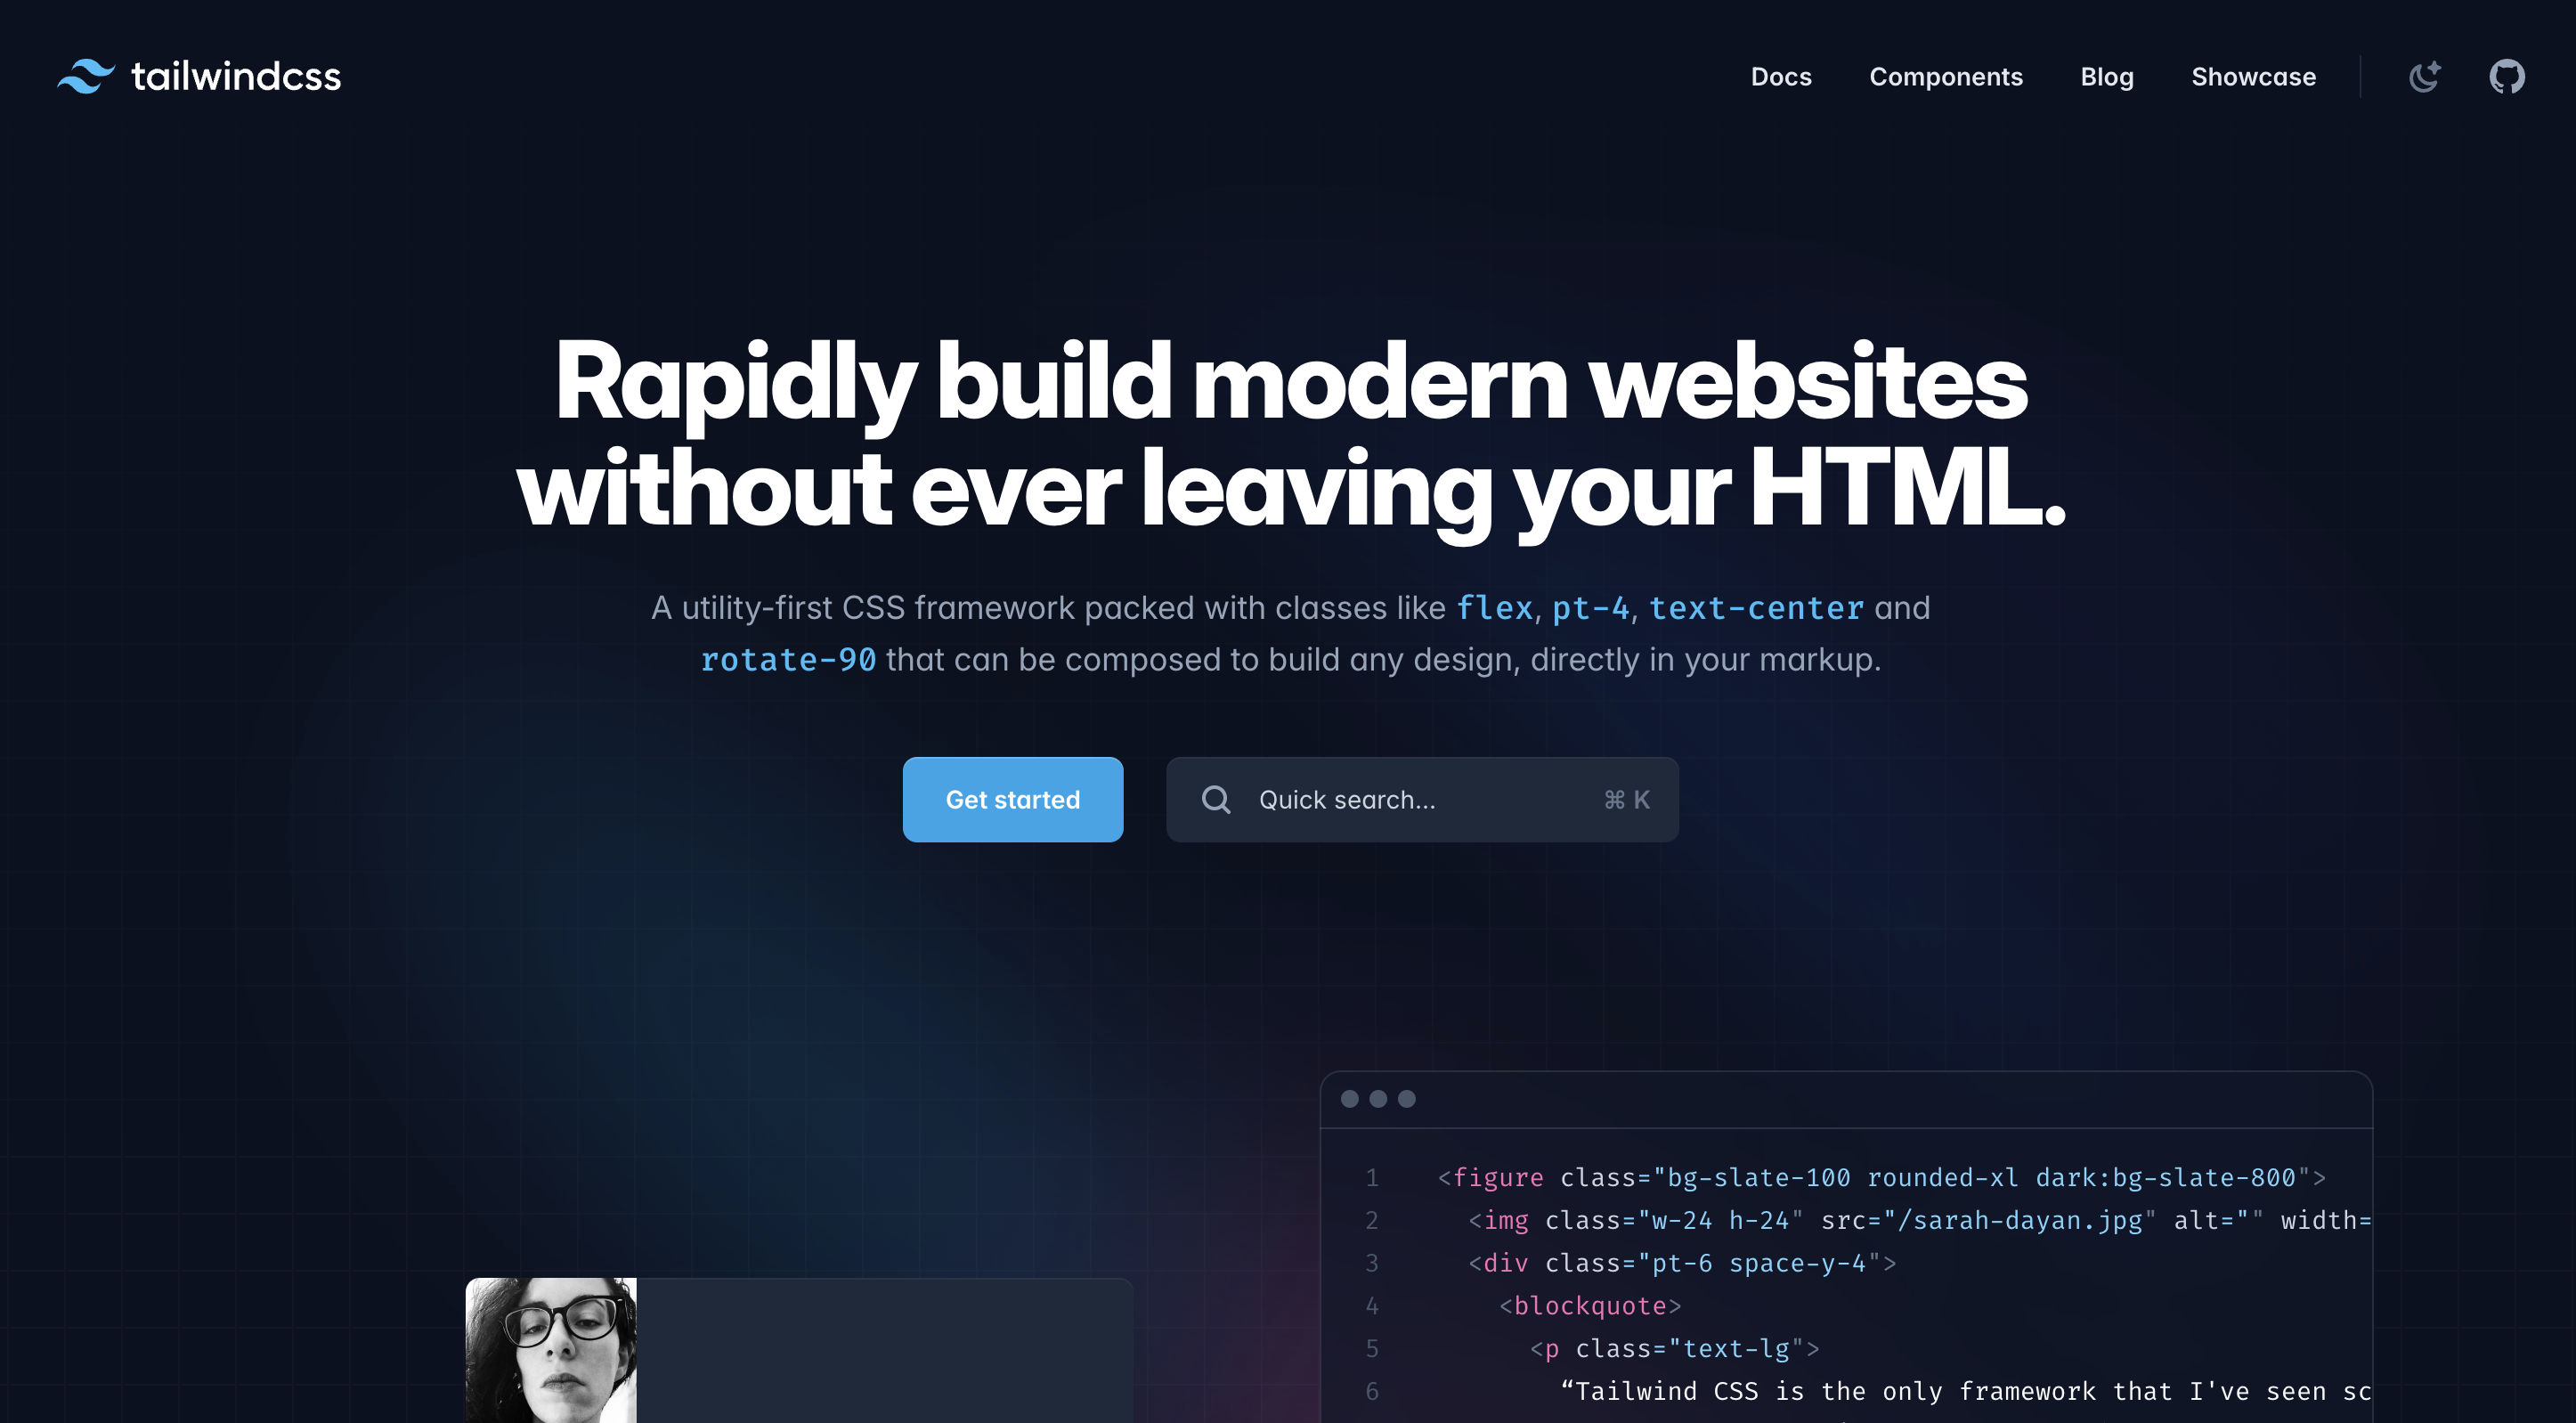 tailwindcss
Docs Components Blog Showcase
Rapidly build modern websites
without ever leaving your HTML.
A utility-first CSS framework packed with classes like flex, pt-4, text-center and
rotate-90 that can be composed to build any design, directly in your markup.
Get started
Quick search... ⌘ K
1 <figure class="bg-slate-100 rounded-xl dark:bg-slate-800">
2 <img class="w-24 h-24" src="/sarah-dayan.jpg" alt="" width=
3 <div class="pt-6 space-y-4">
4 <blockquote>
5 <p class="text-lg">
6 “Tailwind CSS is the only framework that I've seen sc